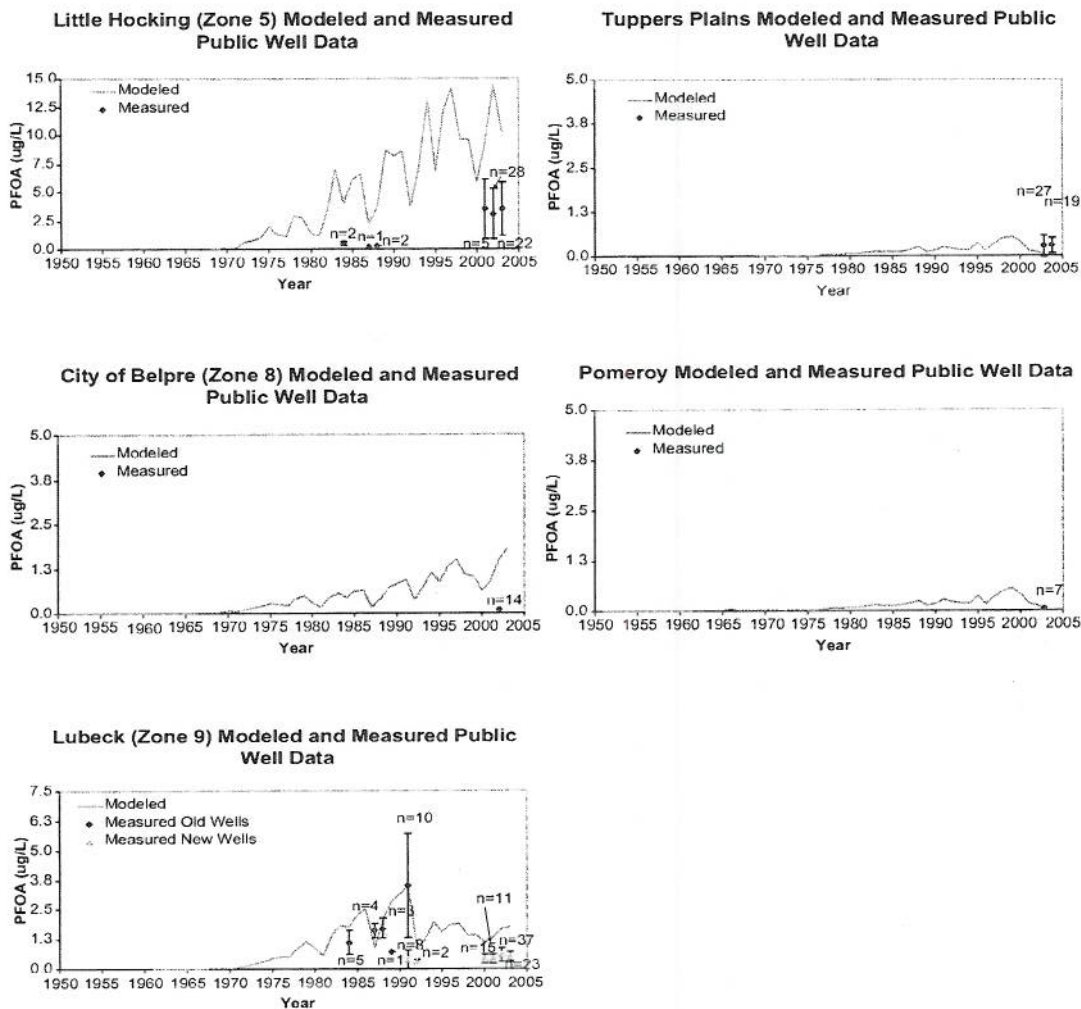 Little Hocking (Zone 5) Modeled and Measured
Public Well Data
PFOA (ug/L)
15.0
12.5
10.0
7.5
5.0
2.5
0.0
Modeled
Measured
n=2
n=1
n=2
n=28
n=5
n=22
1950 1955 1960 1965 1970 1975 1980 1985 1990 1995 2000 2005
Year
Tuppers Plains Modeled and Measured Public
Well Data
PFOA (ug/L)
5.0
3.8
2.5
1.3
0.0
Modeled
Measured
n=27
n=19
1950 1955 1960 1965 1970 1975 1980 1985 1990 1995 2000 2005
Year
City of Belpre (Zone 8) Modeled and Measured
Public Well Data
PFOA (ug/L)
5.0
3.8
2.5
1.3
0.0
Modeled
Measured
n=14
1950 1955 1960 1965 1970 1975 1980 1985 1990 1995 2000 2005
Year
Pomeroy Modeled and Measured Public Well Data
PFOA (ug/L)
5.0
3.8
2.5
1.3
0.0
Modeled
Measured
n=7
1950 1955 1960 1965 1970 1975 1980 1985 1990 1995 2000 2005
Year
Lubeck (Zone 9) Modeled and Measured Public
Well Data
PFOA (ug/L)
7.5
6.3
5.0
3.8
2.5
1.3
0.0
Modeled
Measured Old Wells
Measured New Wells
n=10
n=4
n=3
n=11
n=5
n=1
n=8
n=2
n=15
n=37
n=23
1950 1955 1960 1965 1970 1975 1980 1985 1990 1995 2000 2005
Year